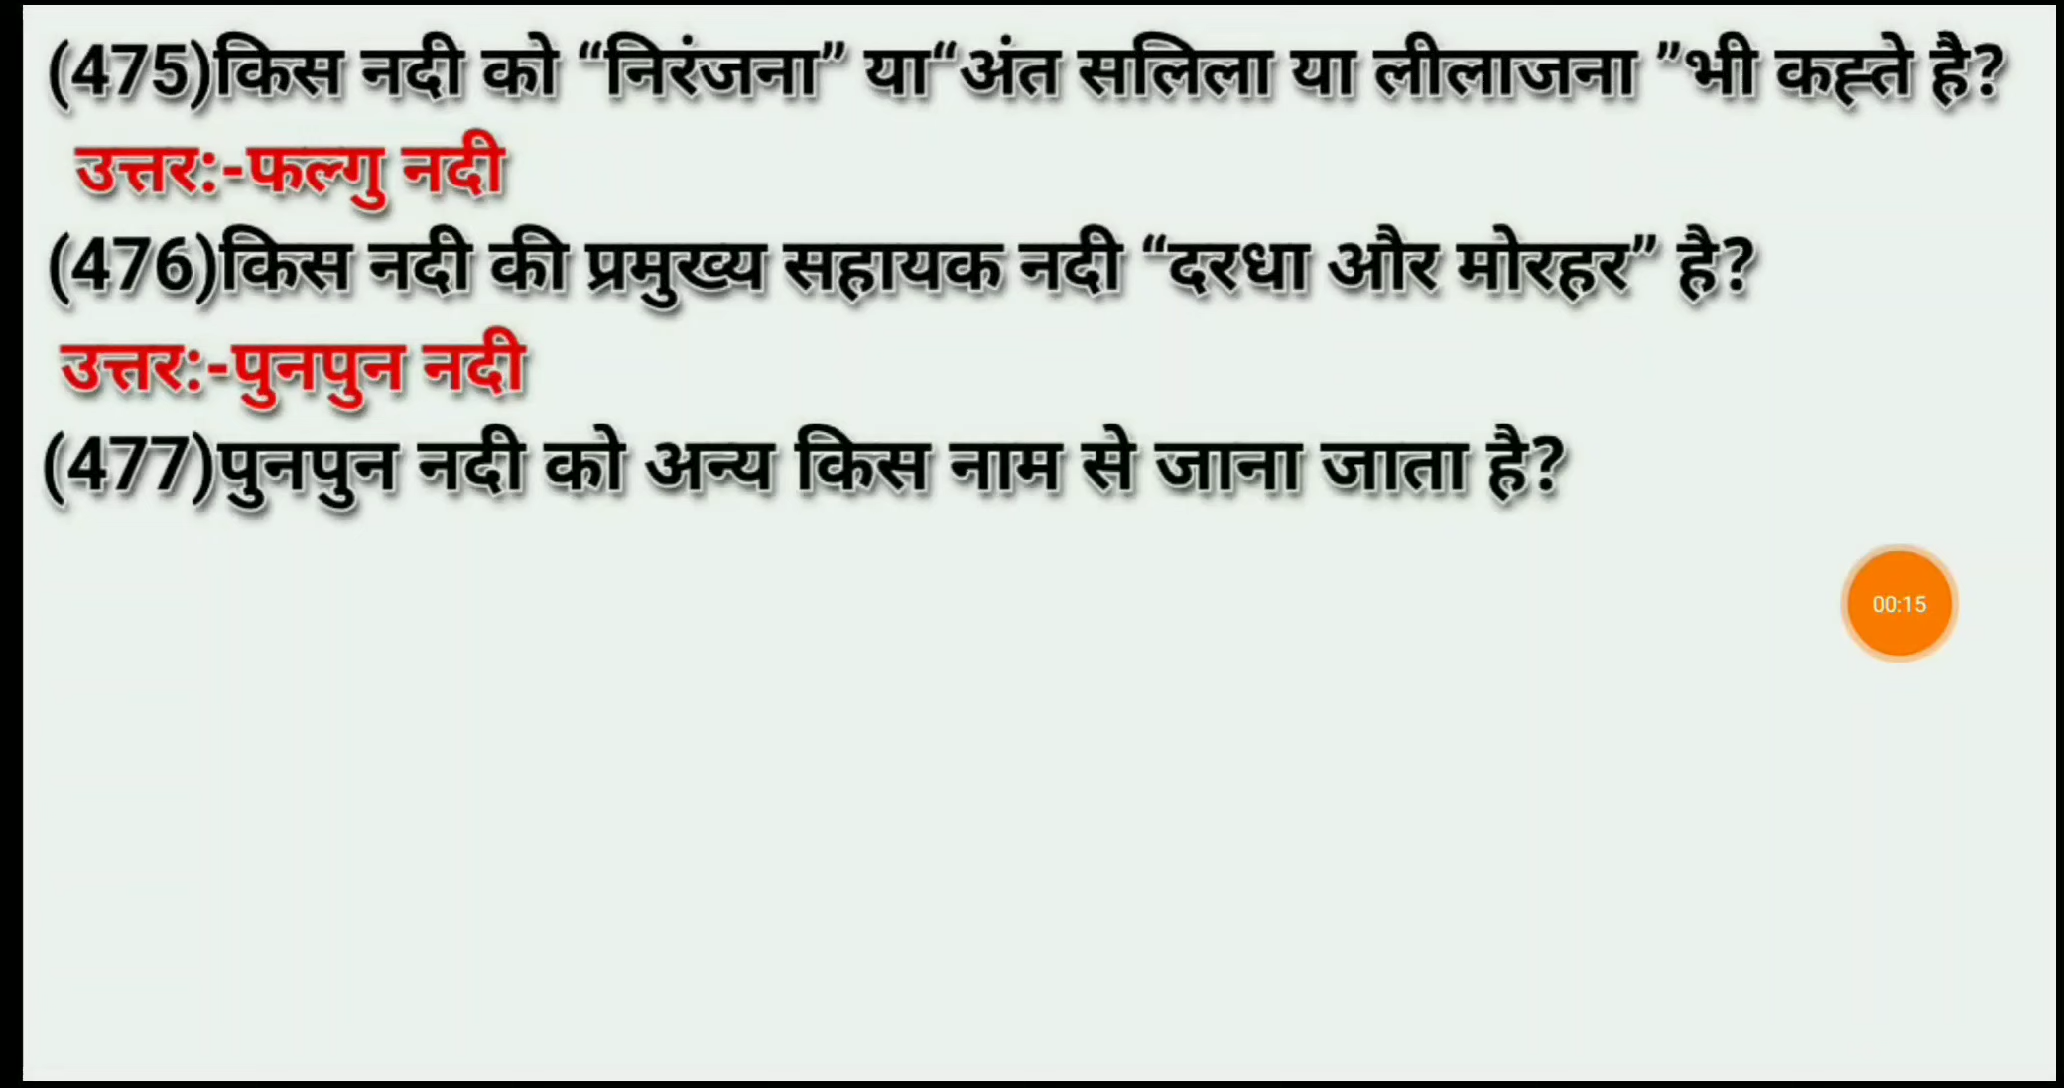 (475)किस नदी को “निरंजना” या“अंत सलिला या लीलाजना ”भी कह्ते है?
उत्तर:-फल्गु नदी
(476)किस नदी की प्रमुख्य सहायक नदी “दरधा और मोरहर” है?
उत्तर:-पुनपुन नदी
(477)पुनपुन नदी को अन्य किस नाम से जाना जाता है?
00:15